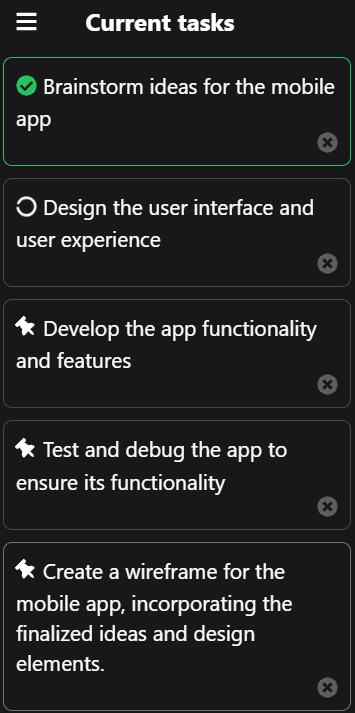 Current tasks
Brainstorm ideas for the mobile
app
Design the user interface and
user experience
Develop the app functionality
and features
Test and debug the app to
ensure its functionality
Create a wireframe for the
mobile app, incorporating the
finalized ideas and design
elements.